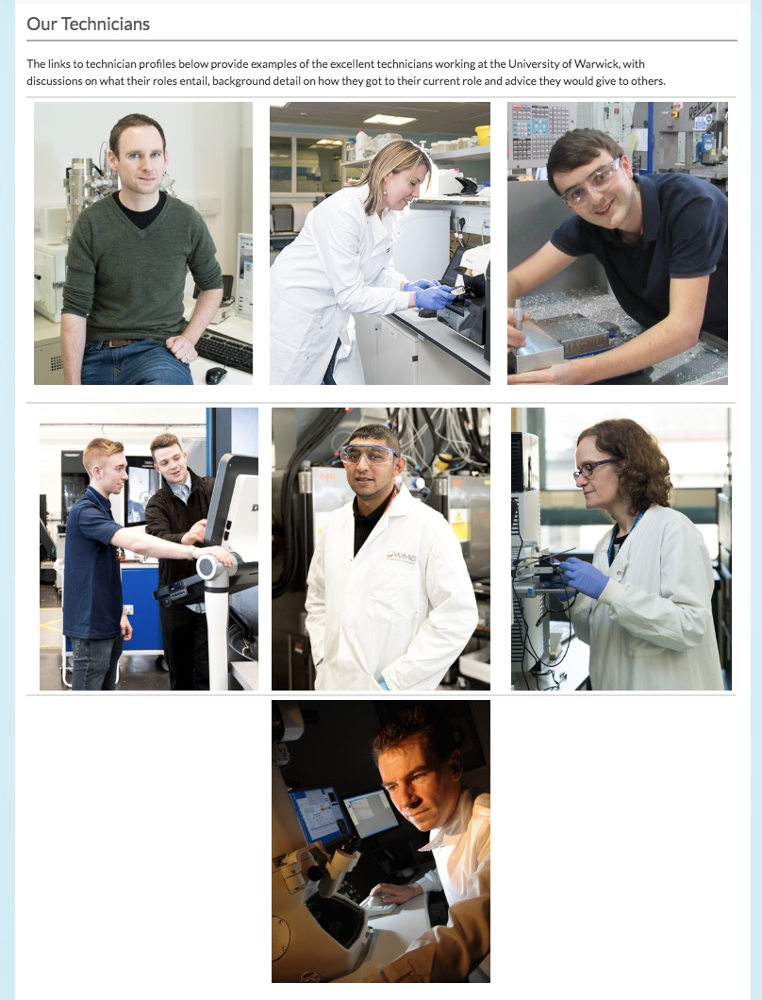 Our Technicians
The links to technician profiles below provide examples of the excellent technicians working at the University of Warwick, with
discussions on what their roles entail, background detail on how they got to their current role and advice they would give to others.
WMG